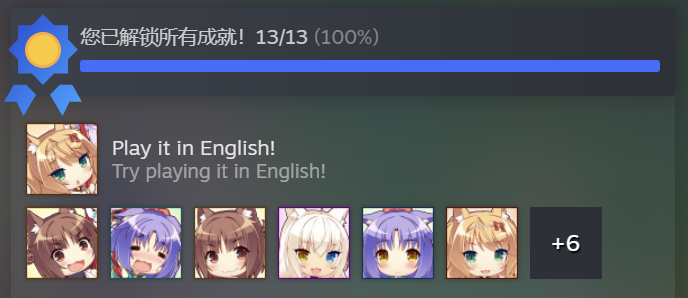 您已解锁所有成就！13/13 (100%)
Play it in English!
Try playing it in English!
+6